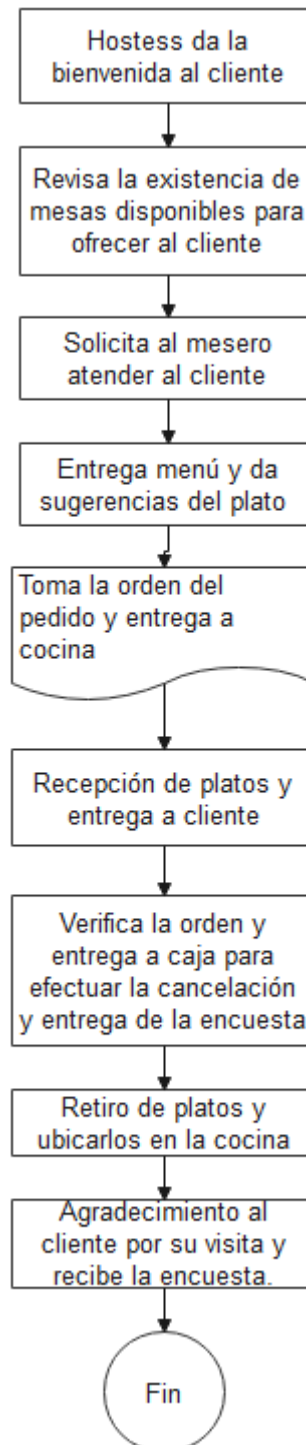 Hostess da la
bienvenida al cliente
Revisa la existencia de
mesas disponibles para
ofrecer al cliente
Solicita al mesero
atender al cliente
Entrega menú y da
sugerencias del plato
Toma la orden del
pedido y entrega a
cocina
Recepción de platos y
entrega a cliente
Verifica la orden y
entrega a caja para
efectuar la cancelación
y entrega de la encuesta
Retiro de platos y
ubicarlos en la cocina
Agradecimiento al
cliente por su visita y
recibe la encuesta.
Fin